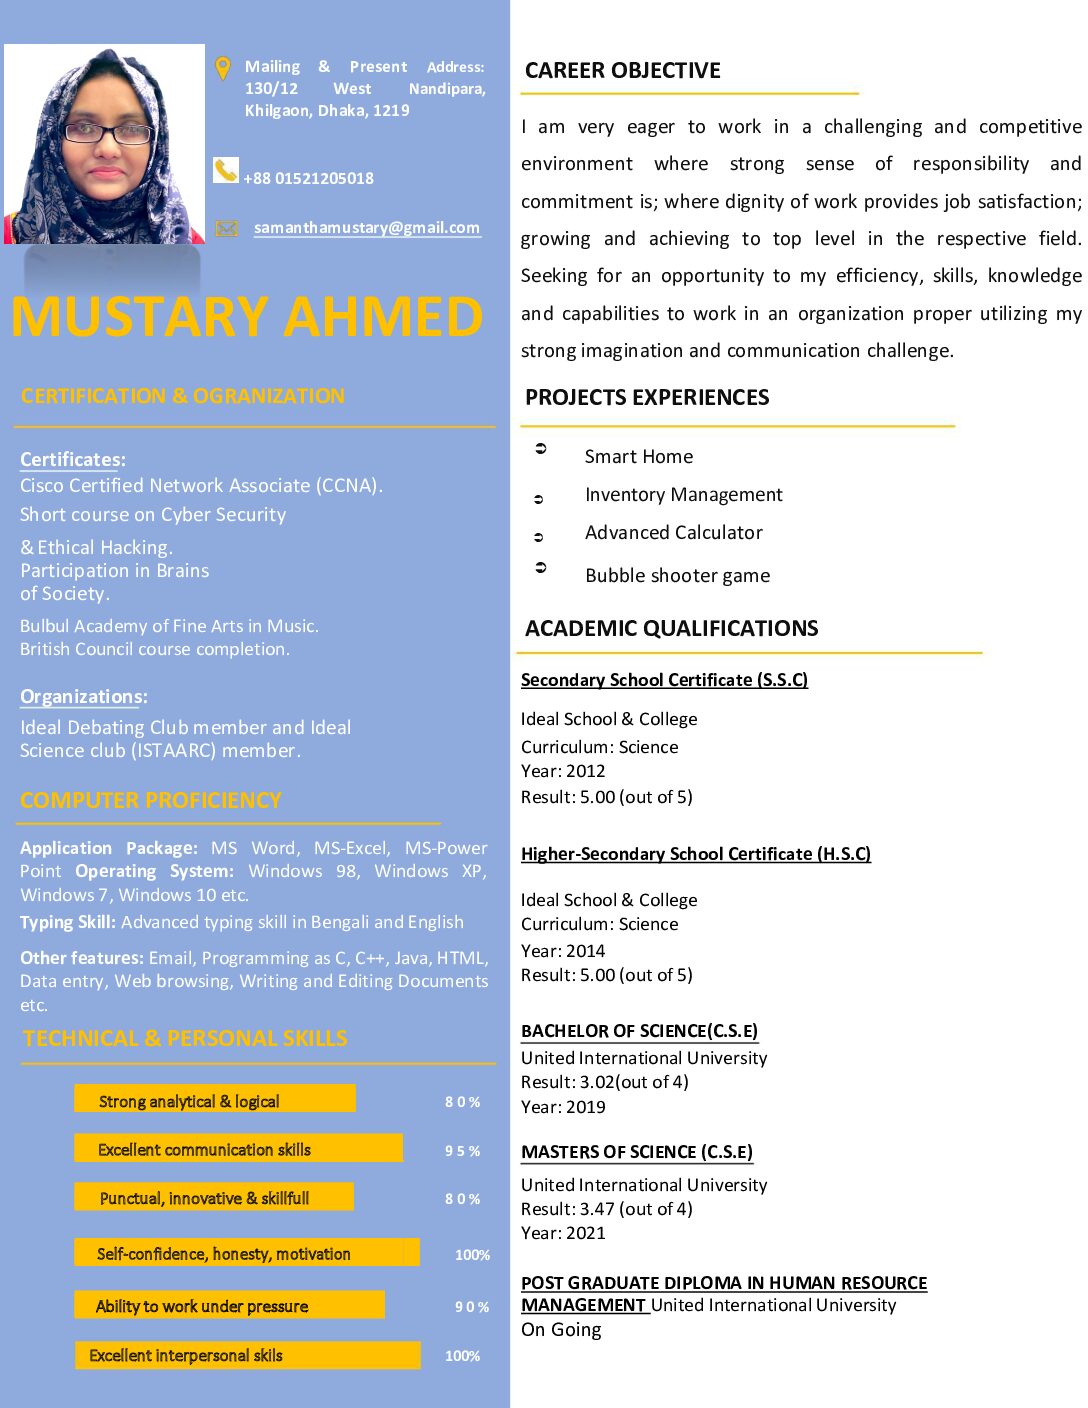 Mailing & Present Address:
130/12 West Nandipara,
Khilgaon, Dhaka, 1219
+88 01521205018
samanthamustary@gmail.com
MUSTARY AHMED
CERTIFICATION & OGRANIZATION
Certificates:
Cisco Certified Network Associate (CCNA).
Short course on Cyber Security
& Ethical Hacking.
Participation in Brains
of Society.
Bulbul Academy of Fine Arts in Music.
British Council course completion.
Organizations:
Ideal Debating Club member and Ideal
Science club (ISTAARC) member.
COMPUTER PROFICIENCY
Application Package: MS Word, MS-Excel, MS-Power
Point Operating System: Windows 98, Windows XP,
Windows 7, Windows 10 etc.
Typing Skill: Advanced typing skill in Bengali and English
Other features: Email, Programming as C, C++, Java, HTML,
Data entry, Web browsing, Writing and Editing Documents
etc.
TECHNICAL & PERSONAL SKILLS
Strong analytical & logical 80%
Excellent communication skills 95%
Punctual, innovative & skillfull 80%
Self-confidence, honesty, motivation 100%
Ability to work under pressure 90%
Excellent interpersonal skils 100%
CAREER OBJECTIVE
I am very eager to work in a challenging and competitive
environment where strong sense of responsibility and
commitment is; where dignity of work provides job satisfaction;
growing and achieving to top level in the respective field.
Seeking for an opportunity to my efficiency, skills, knowledge
and capabilities to work in an organization proper utilizing my
strong imagination and communication challenge.
PROJECTS EXPERIENCES
Smart Home
Inventory Management
Advanced Calculator
Bubble shooter game
ACADEMIC QUALIFICATIONS
Secondary School Certificate (S.S.C)
Ideal School & College
Curriculum: Science
Year: 2012
Result: 5.00 (out of 5)
Higher-Secondary School Certificate (H.S.C)
Ideal School & College
Curriculum: Science
Year: 2014
Result: 5.00 (out of 5)
BACHELOR OF SCIENCE(C.S.E)
United International University
Result: 3.02(out of 4)
Year: 2019
MASTERS OF SCIENCE (C.S.E)
United International University
Result: 3.47 (out of 4)
Year: 2021
POST GRADUATE DIPLOMA IN HUMAN RESOURCE
MANAGEMENT United International University
On Going